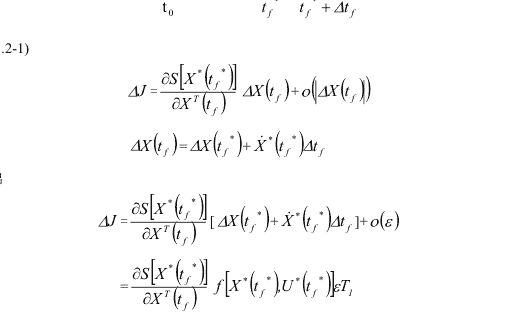 t₀ t_f* t_f* + Δt_f
.2-1)
ΔJ = ∂S[X*(t_f*)] / ∂X^T(t_f) ΔX(t_f) + o(|ΔX(t_f)|)
ΔX(t_f) = ΔX(t_f*) + Ẋ*(t_f*)Δt_f
ΔJ = ∂S[X*(t_f*)] / ∂X^T(t_f) [ ΔX(t_f*) + Ẋ*(t_f*)Δt_f ] + o(ε)
= ∂S[X*(t_f*)] / ∂X^T(t_f) f[X*(t_f*),U*(t_f*)]εT₁